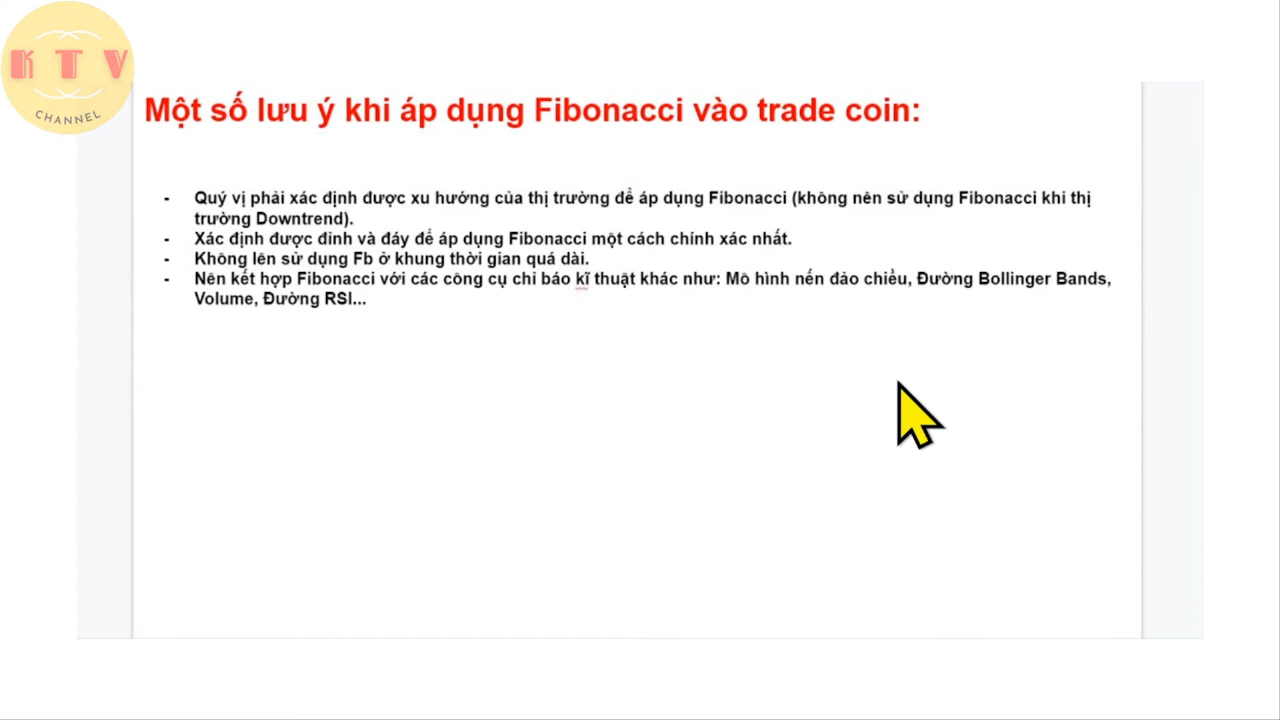 K T V
CHANNEL
Một số lưu ý khi áp dụng Fibonacci vào trade coin:
- Quý vị phải xác định được xu hướng của thị trường để áp dụng Fibonacci (không nên sử dụng Fibonacci khi thị
trường Downtrend).
- Xác định được đỉnh và đáy để áp dụng Fibonacci một cách chính xác nhất.
- Không lên sử dụng Fb ở khung thời gian quá dài.
- Nên kết hợp Fibonacci với các công cụ chỉ báo kĩ thuật khác như: Mô hình nến đảo chiều, Đường Bollinger Bands,
Volume, Đường RSI...